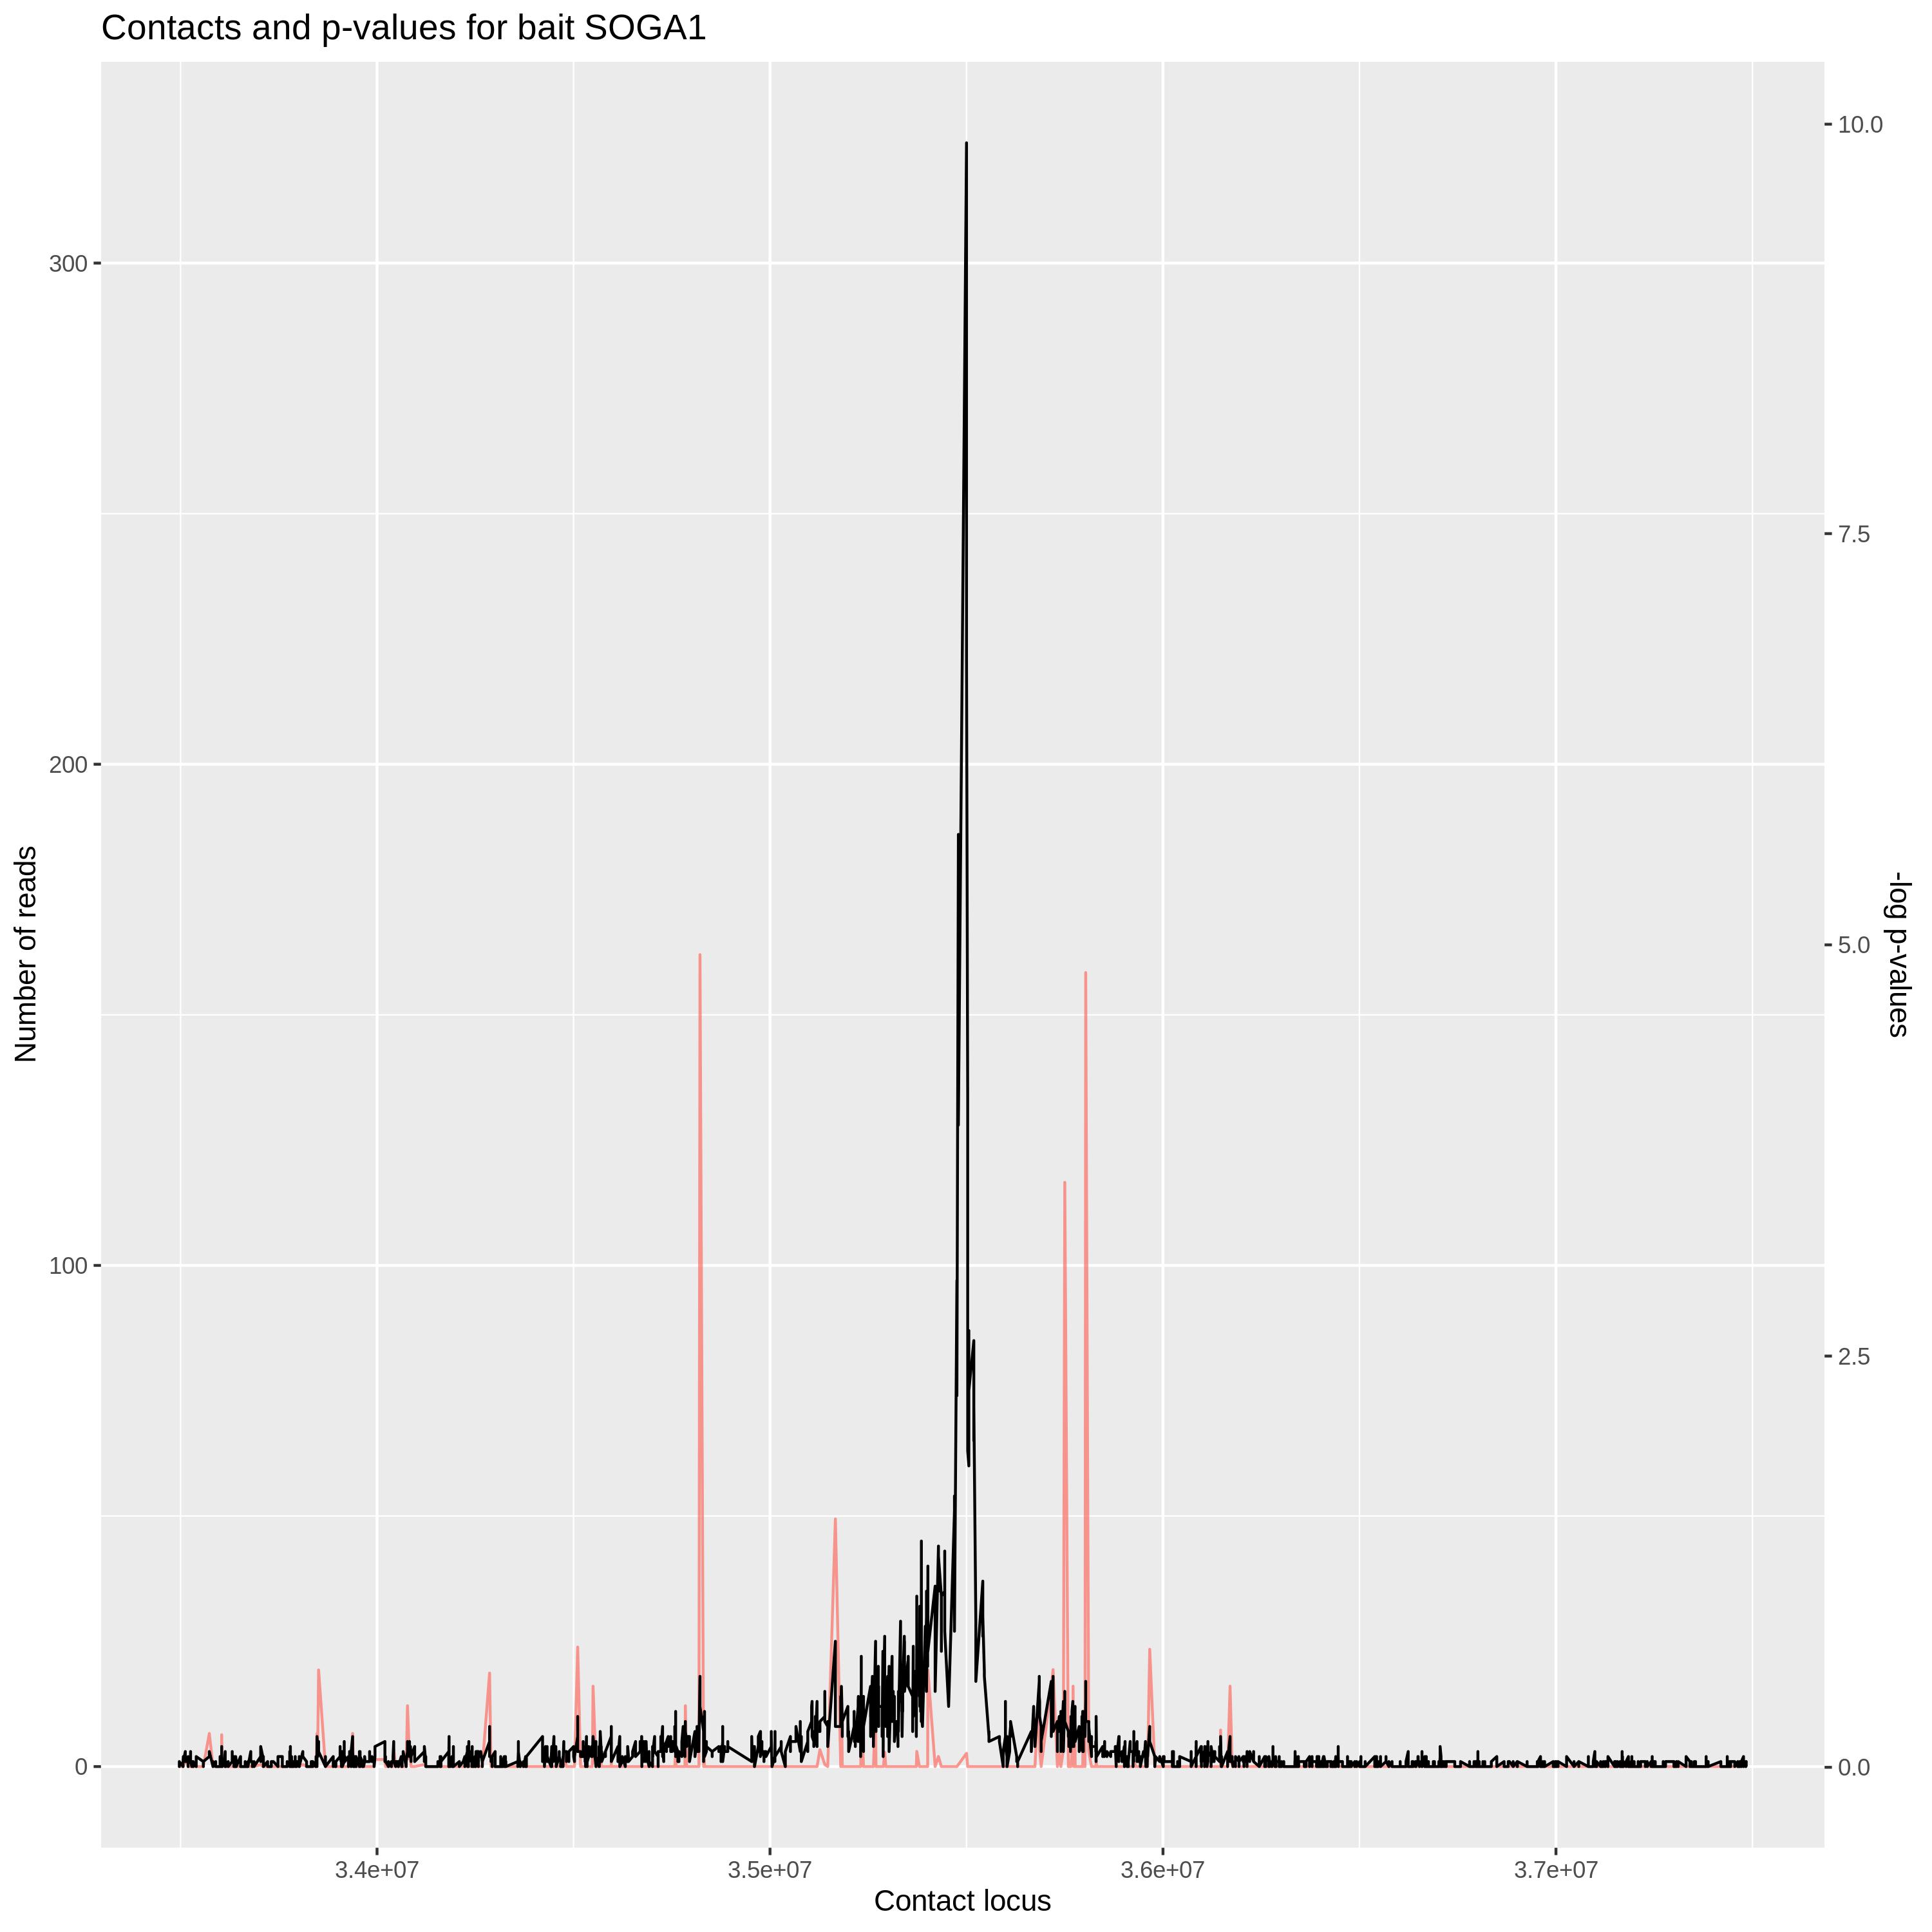 Contacts and p-values for bait SOGA1
10.0
300
7.5
200
Number of reads
-log p-values
5.0
100
2.5
0
0.0
3.4e+07 3.5e+07 3.6e+07 3.7e+07
Contact locus